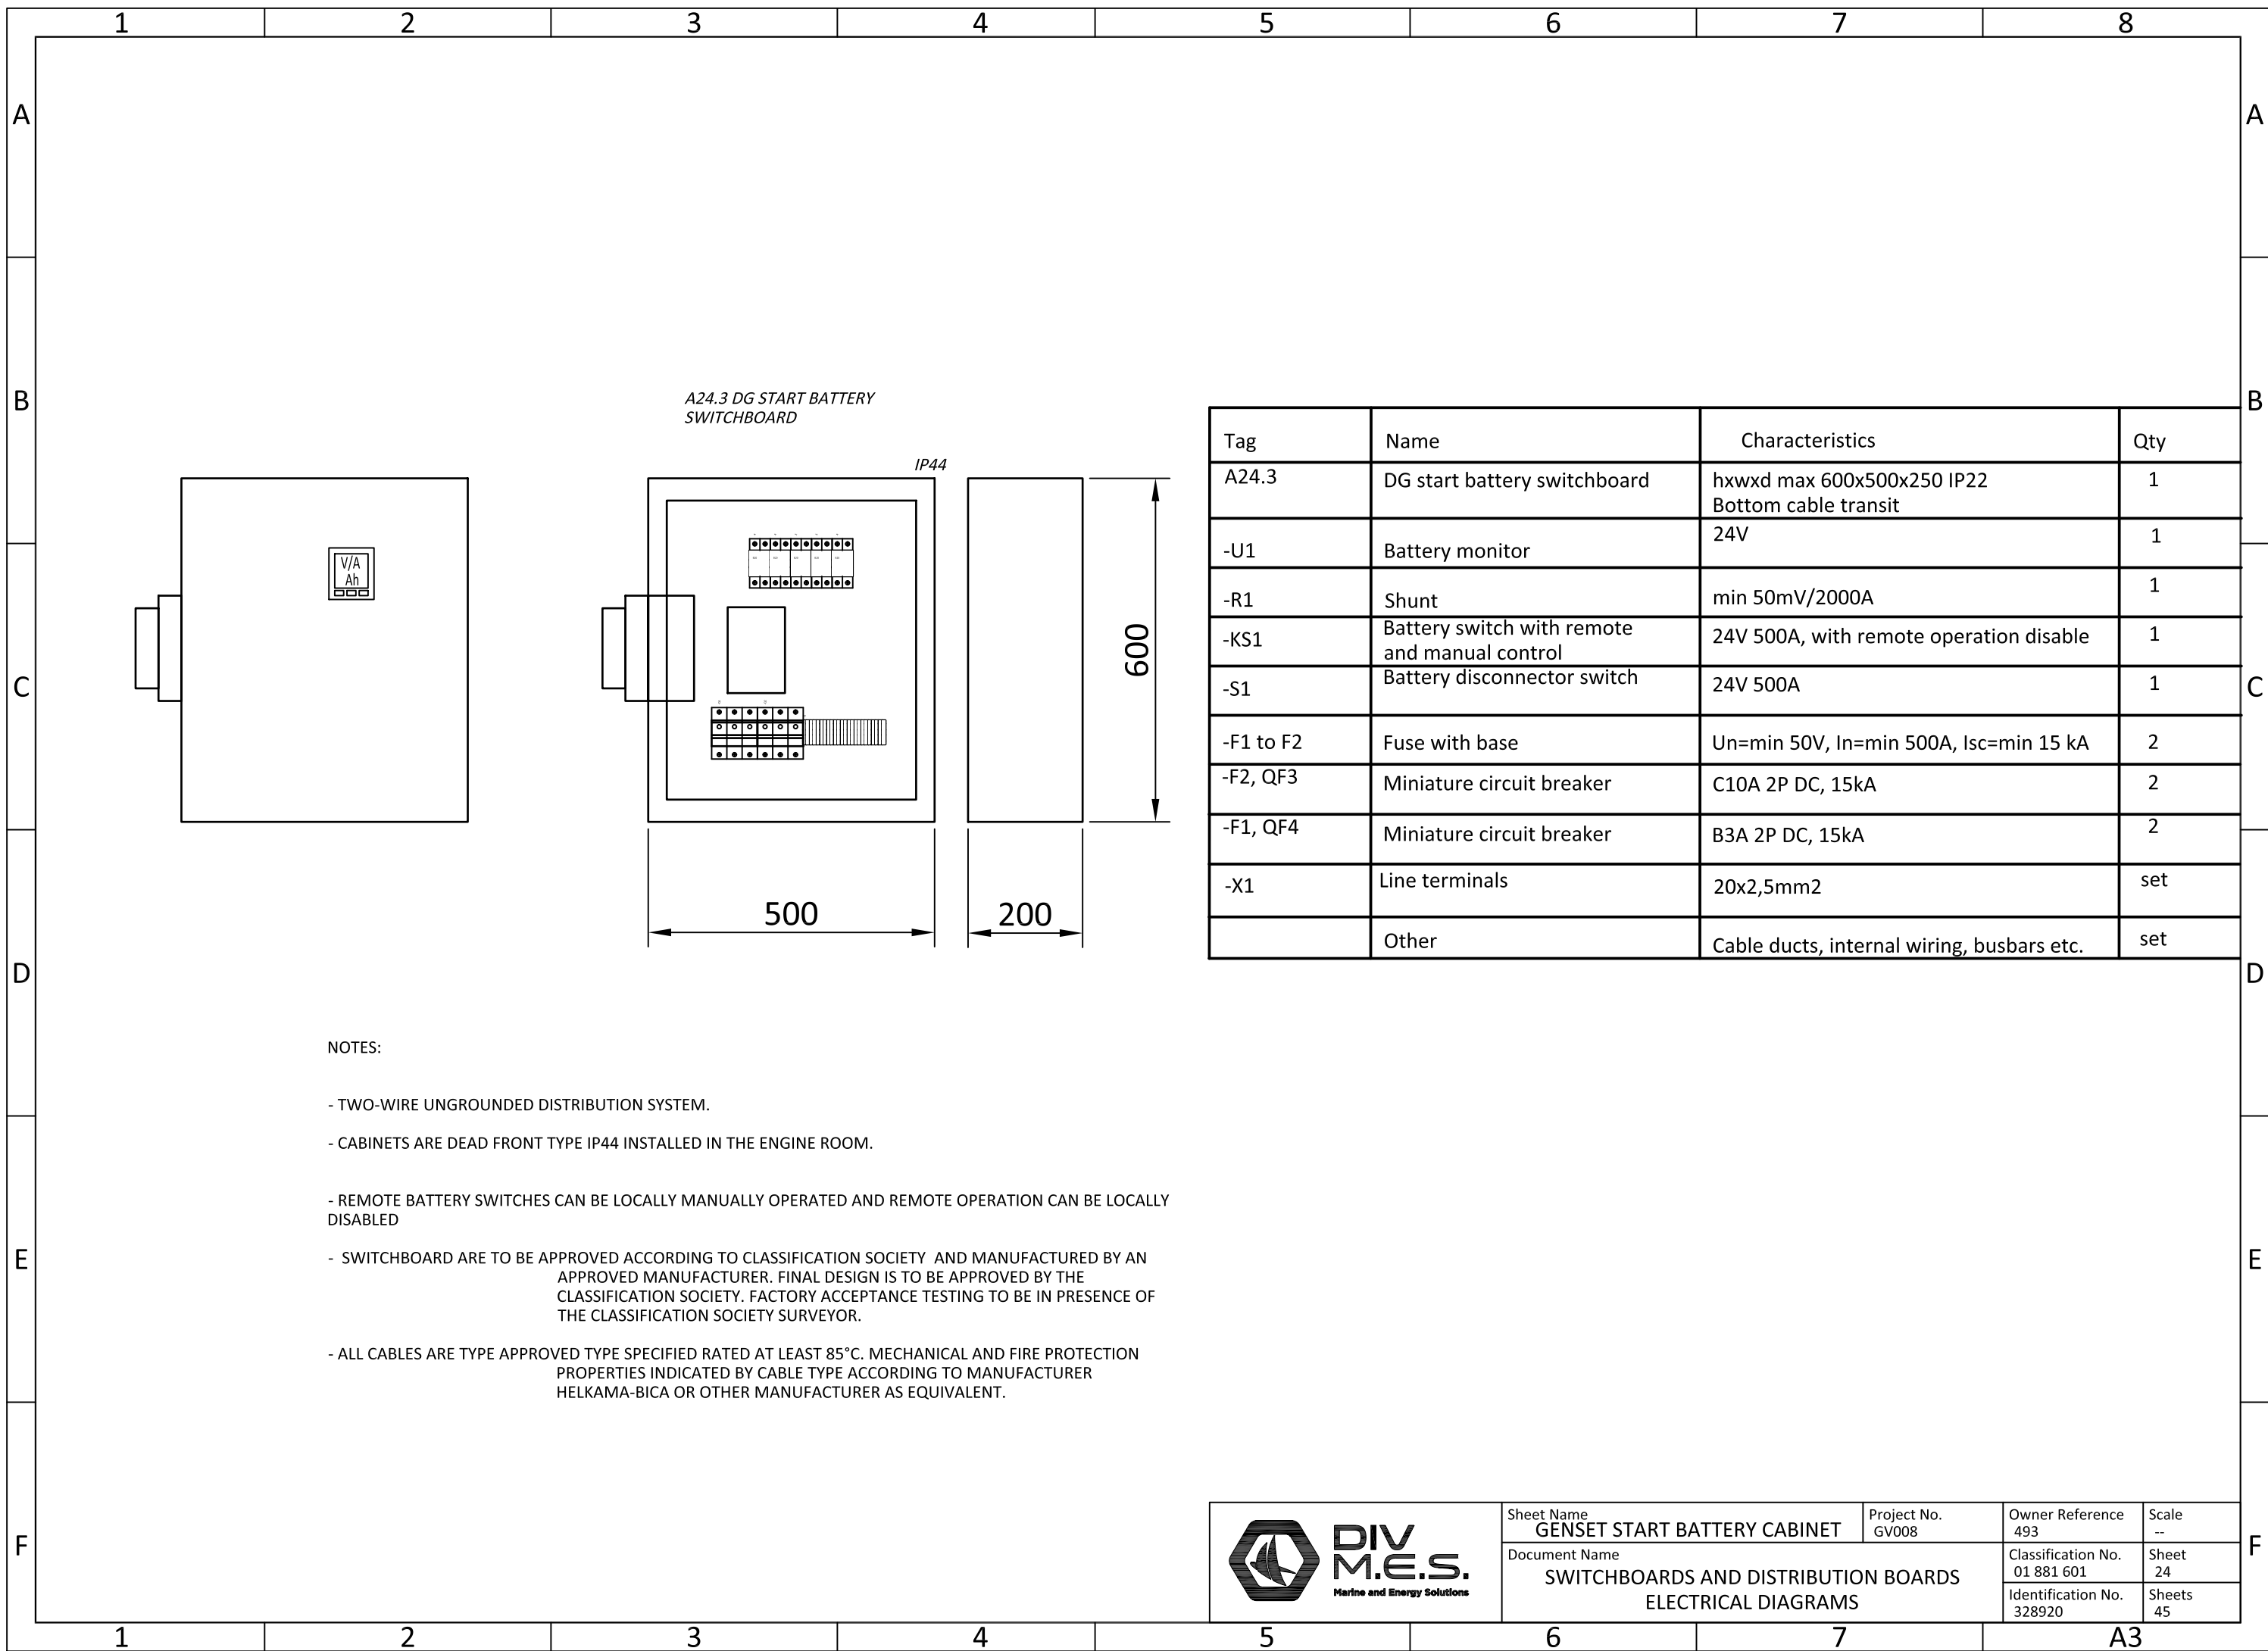 1 2 3 4 5 6 7 8
A A
B B
C C
D D
E E
F F
A24.3 DG START BATTERY
SWITCHBOARD
IP44
V/A
Ah
600
500
200
Tag Name Characteristics Qty
A24.3 DG start battery switchboard hxwxd max 600x500x250 IP22 1
Bottom cable transit
-U1 Battery monitor 24V 1
-R1 Shunt min 50mV/2000A 1
-KS1 Battery switch with remote 24V 500A, with remote operation disable 1
and manual control
-S1 Battery disconnector switch 24V 500A 1
-F1 to F2 Fuse with base Un=min 50V, In=min 500A, Isc=min 15 kA 2
-F2, QF3 Miniature circuit breaker C10A 2P DC, 15kA 2
-F1, QF4 Miniature circuit breaker B3A 2P DC, 15kA 2
-X1 Line terminals 20x2,5mm2 set
Other Cable ducts, internal wiring, busbars etc. set
NOTES:
- TWO-WIRE UNGROUNDED DISTRIBUTION SYSTEM.
- CABINETS ARE DEAD FRONT TYPE IP44 INSTALLED IN THE ENGINE ROOM.
- REMOTE BATTERY SWITCHES CAN BE LOCALLY MANUALLY OPERATED AND REMOTE OPERATION CAN BE LOCALLY
DISABLED
- SWITCHBOARD ARE TO BE APPROVED ACCORDING TO CLASSIFICATION SOCIETY AND MANUFACTURED BY AN
APPROVED MANUFACTURER. FINAL DESIGN IS TO BE APPROVED BY THE
CLASSIFICATION SOCIETY. FACTORY ACCEPTANCE TESTING TO BE IN PRESENCE OF
THE CLASSIFICATION SOCIETY SURVEYOR.
- ALL CABLES ARE TYPE APPROVED TYPE SPECIFIED RATED AT LEAST 85°C. MECHANICAL AND FIRE PROTECTION
PROPERTIES INDICATED BY CABLE TYPE ACCORDING TO MANUFACTURER
HELKAMA-BICA OR OTHER MANUFACTURER AS EQUIVALENT.
DIV
M.E.S.
Marine and Energy Solutions
Sheet Name
GENSET START BATTERY CABINET
Project No.
GV008
Owner Reference
493
Scale
--
Document Name
SWITCHBOARDS AND DISTRIBUTION BOARDS
ELECTRICAL DIAGRAMS
Classification No.
01 881 601
Sheet
24
Identification No.
328920
Sheets
45
1 2 3 4 5 6 7 A3